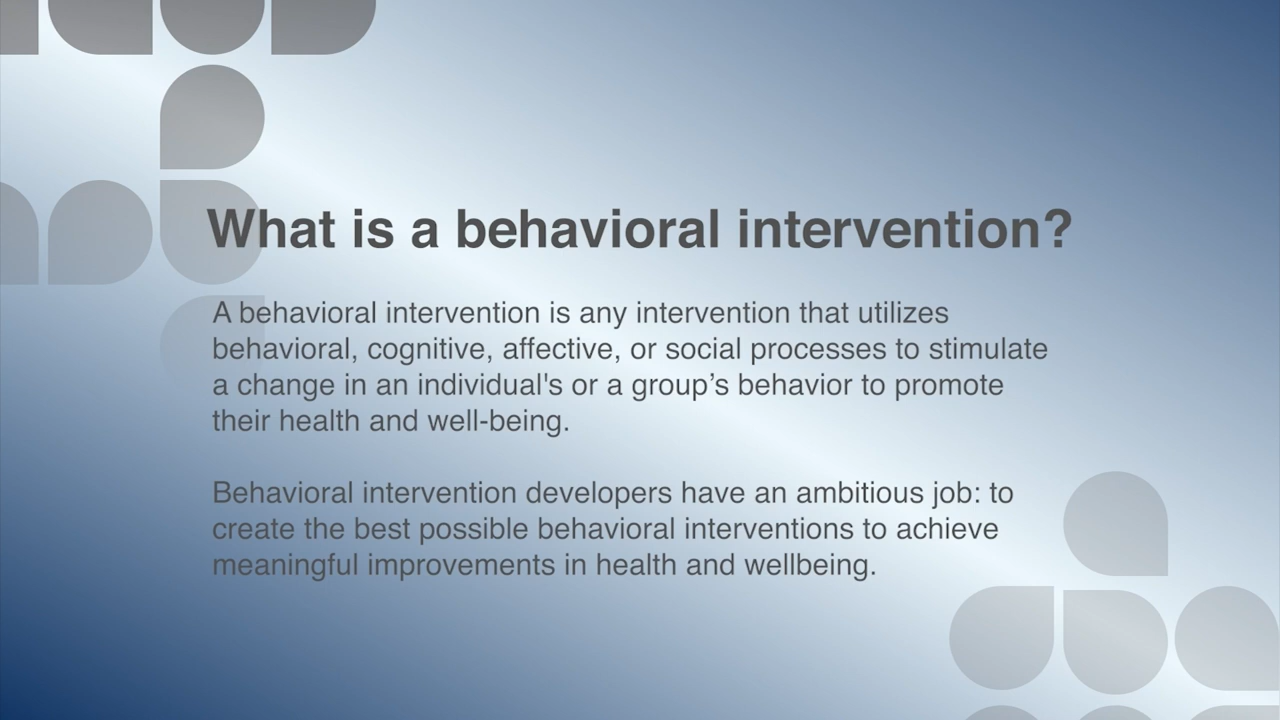 What is a behavioral intervention?
A behavioral intervention is any intervention that utilizes
behavioral, cognitive, affective, or social processes to stimulate
a change in an individual's or a group’s behavior to promote
their health and well-being.
Behavioral intervention developers have an ambitious job: to
create the best possible behavioral interventions to achieve
meaningful improvements in health and wellbeing.